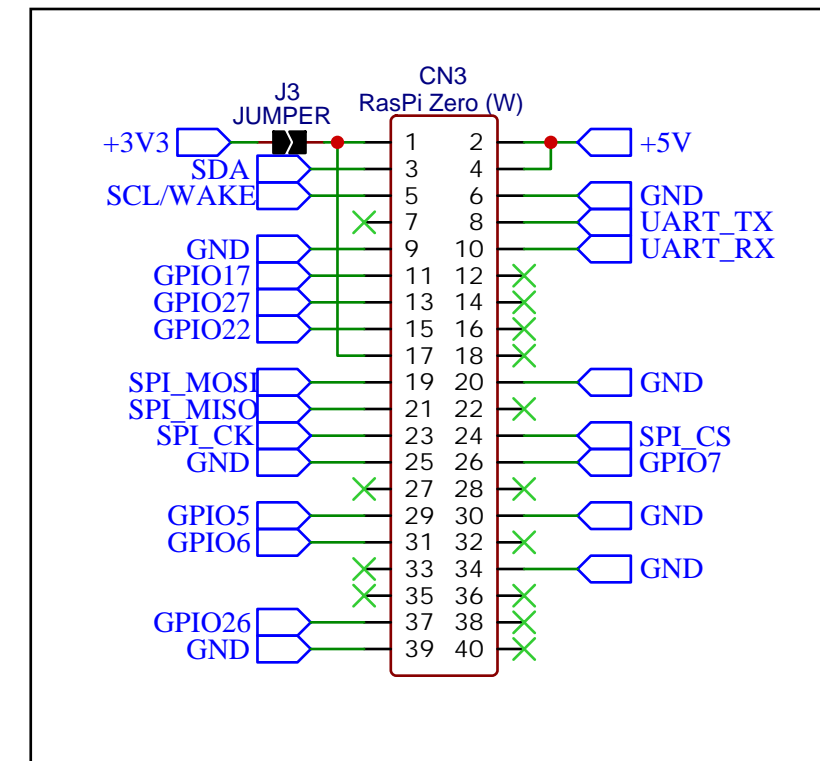 CN3
J3
RasPi Zero (W)
JUMPER
+3V3 1 2 +5V
SDA 3 4
SCL/WAKE 5 6 GND
7 8 UART_TX
GND 9 10 UART_RX
GPIO17 11 12
GPIO27 13 14
GPIO22 15 16
17 18
SPI_MOSI 19 20 GND
SPI_MISO 21 22
SPI_CK 23 24 SPI_CS
GND 25 26 GPIO7
27 28
GPIO5 29 30 GND
GPIO6 31 32
33 34 GND
35 36
GPIO26 37 38
GND 39 40